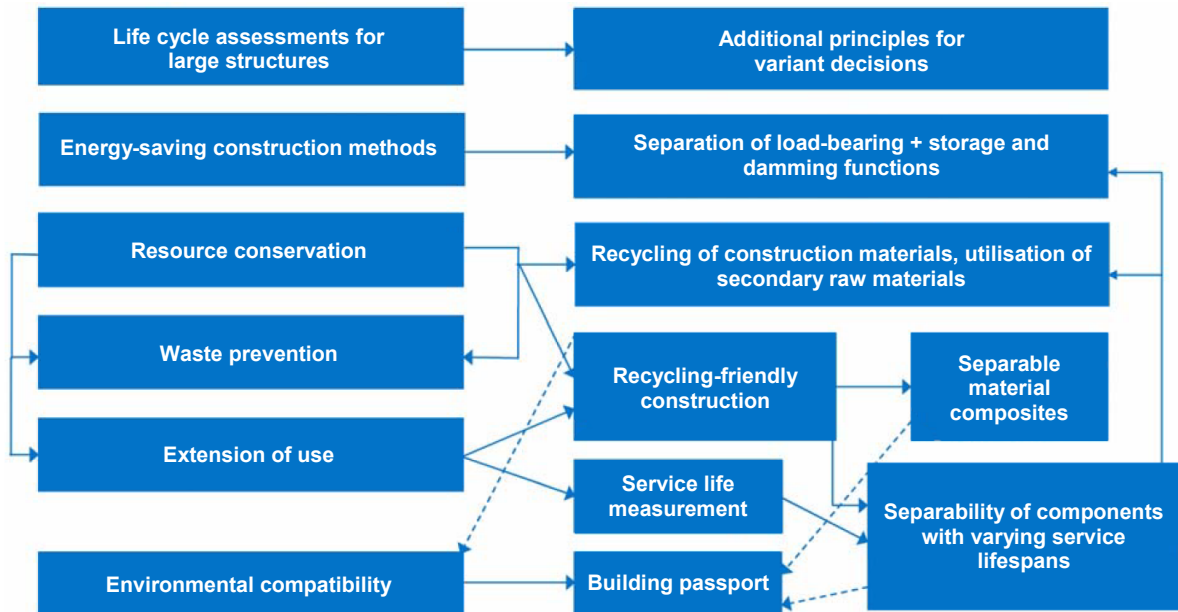 Life cycle assessments for
large structures
Additional principles for
variant decisions
Energy-saving construction methods
Separation of load-bearing + storage and
damming functions
Resource conservation
Recycling of construction materials, utilisation of
secondary raw materials
Waste prevention
Recycling-friendly
construction
Separable
material
composites
Extension of use
Service life
measurement
Separability of components
with varying service
lifespans
Environmental compatibility
Building passport